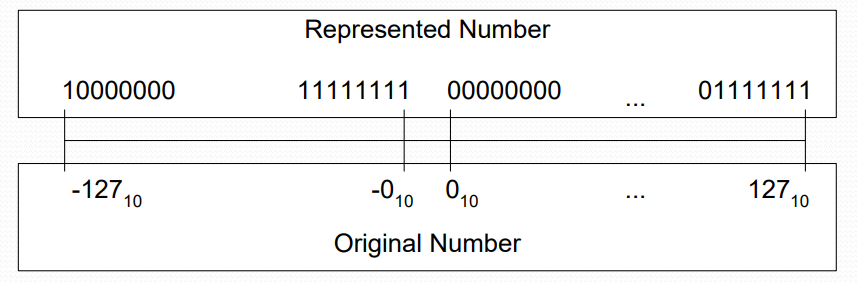 Represented Number
10000000 11111111 00000000 ... 01111111
-127₁₀ -0₁₀ 0₁₀ ... 127₁₀
Original Number